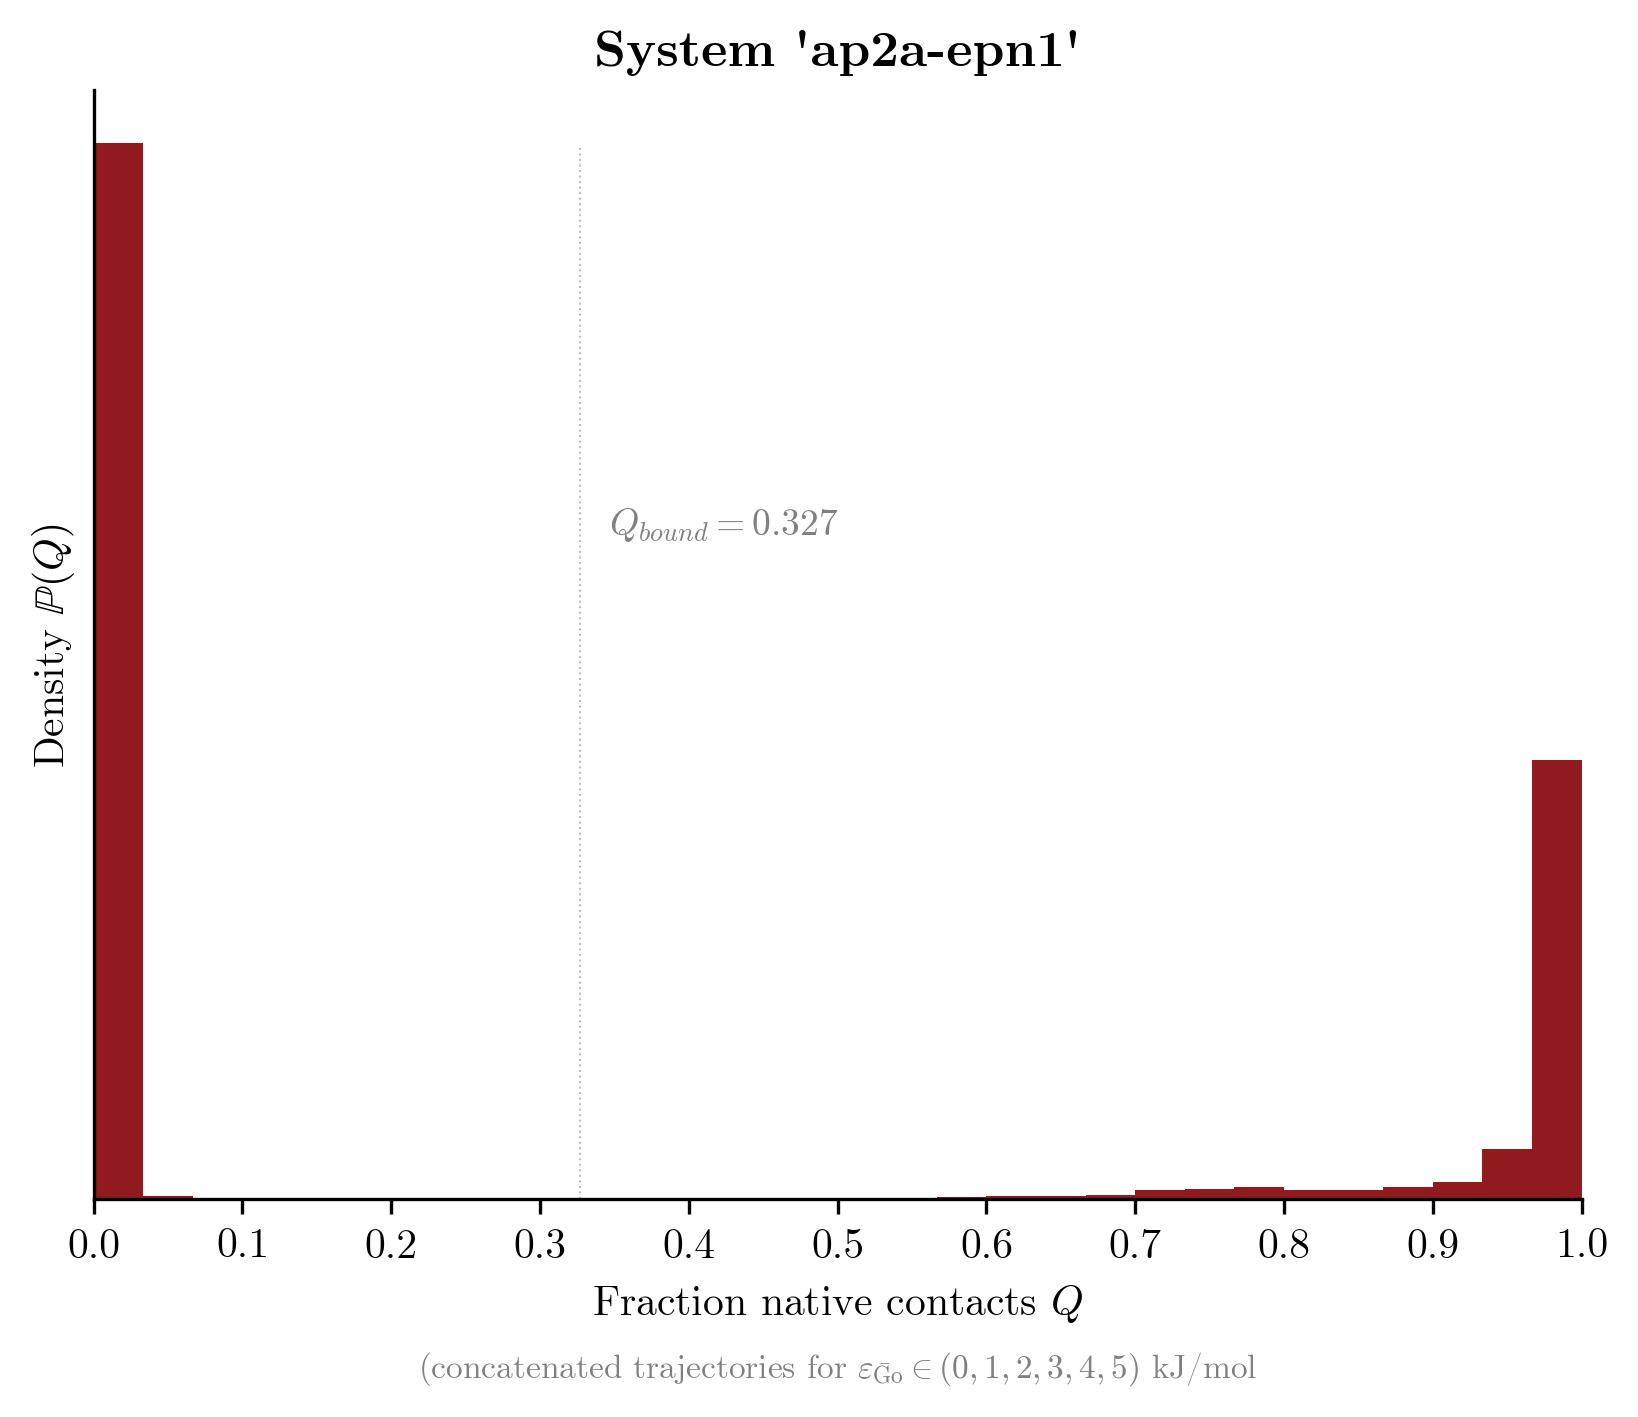 System 'ap2a-epn1'
Density ℙ(Q)
Q_bound = 0.327
0.0 0.1 0.2 0.3 0.4 0.5 0.6 0.7 0.8 0.9 1.0
Fraction native contacts Q
(concatenated trajectories for ε_Ḡo ∈ (0, 1, 2, 3, 4, 5) kJ/mol